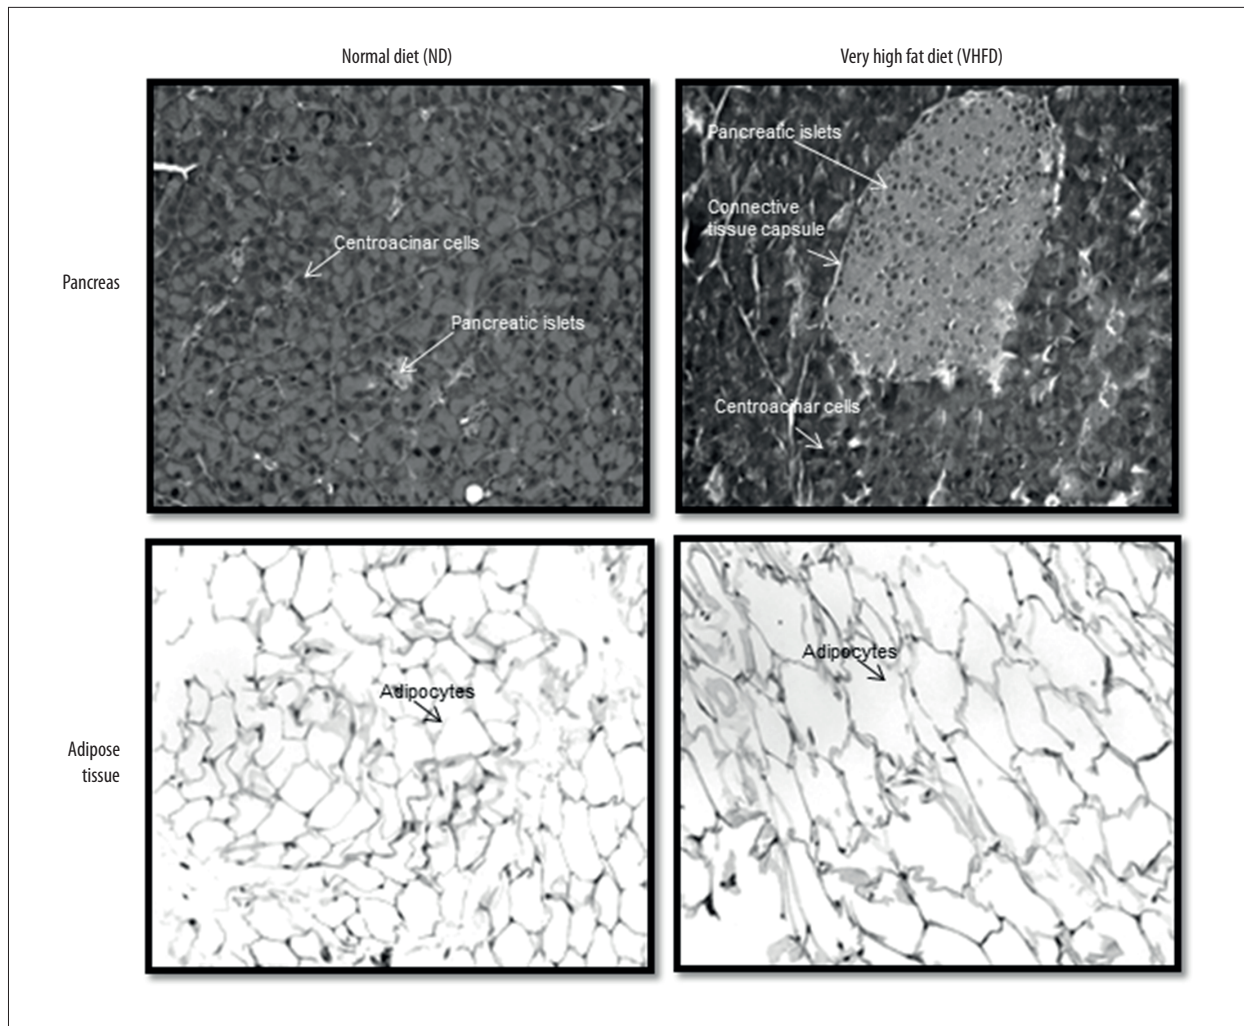 Normal diet (ND)
Very high fat diet (VHFD)
Pancreas
Centroacinar cells
Pancreatic islets
Pancreatic islets
Connective
tissue capsule
Centroacinar cells
Adipose
tissue
Adipocytes
Adipocytes